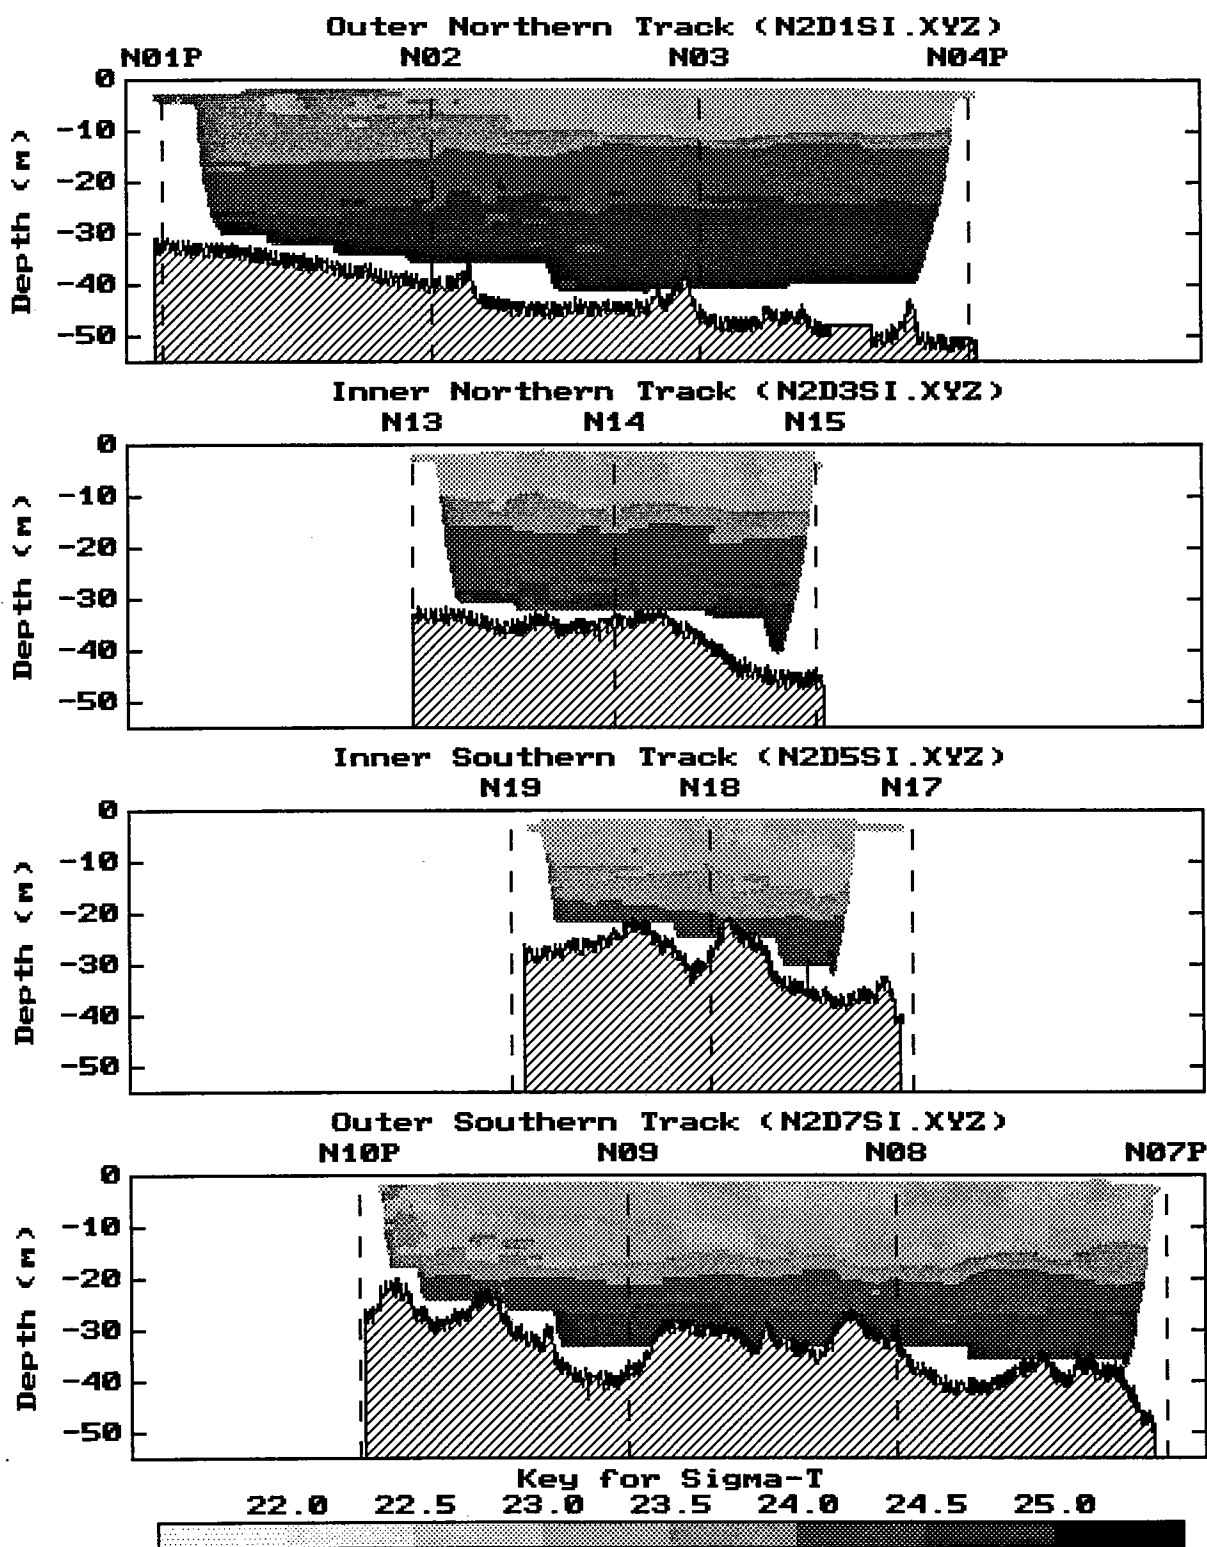 Outer Northern Track (N2D1SI.XYZ)
N01P N02 N03 N04P
0
-10
-20
-30
-40
-50
Depth (m)
Inner Northern Track (N2D3SI.XYZ)
N13 N14 N15
0
-10
-20
-30
-40
-50
Depth (m)
Inner Southern Track (N2D5SI.XYZ)
N19 N18 N17
0
-10
-20
-30
-40
-50
Depth (m)
Outer Southern Track (N2D7SI.XYZ)
N10P N09 N08 N07P
0
-10
-20
-30
-40
-50
Depth (m)
Key for Sigma-T
22.0 22.5 23.0 23.5 24.0 24.5 25.0